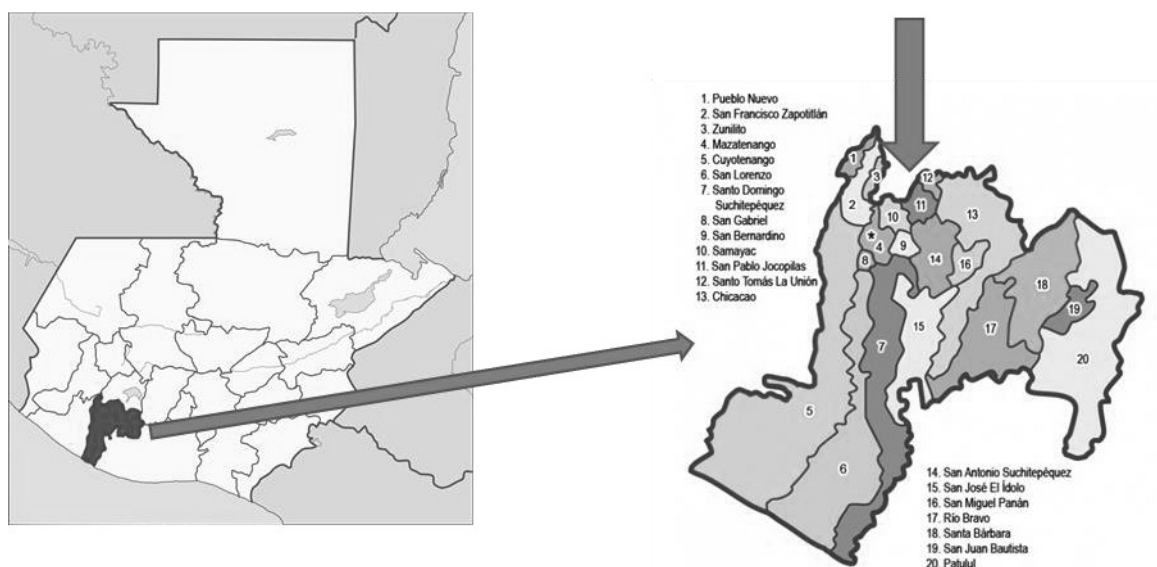 1. Pueblo Nuevo
2. San Francisco Zapotitlán
3. Zunilito
4. Mazatenango
5. Cuyotenango
6. San Lorenzo
7. Santo Domingo
Suchitepéquez
8. San Gabriel
9. San Bernardino
10. Samayac
11. San Pablo Jocopilas
12. Santo Tomás La Unión
13. Chicacao
1
3
12
2
11
13
10
*
4
9
14
8
16
18
19
15
17
7
20
5
6
14. San Antonio Suchitepéquez
15. San José El Ídolo
16. San Miguel Panán
17. Río Bravo
18. Santa Bàrbara
19. San Juan Bautista
20. Patulul